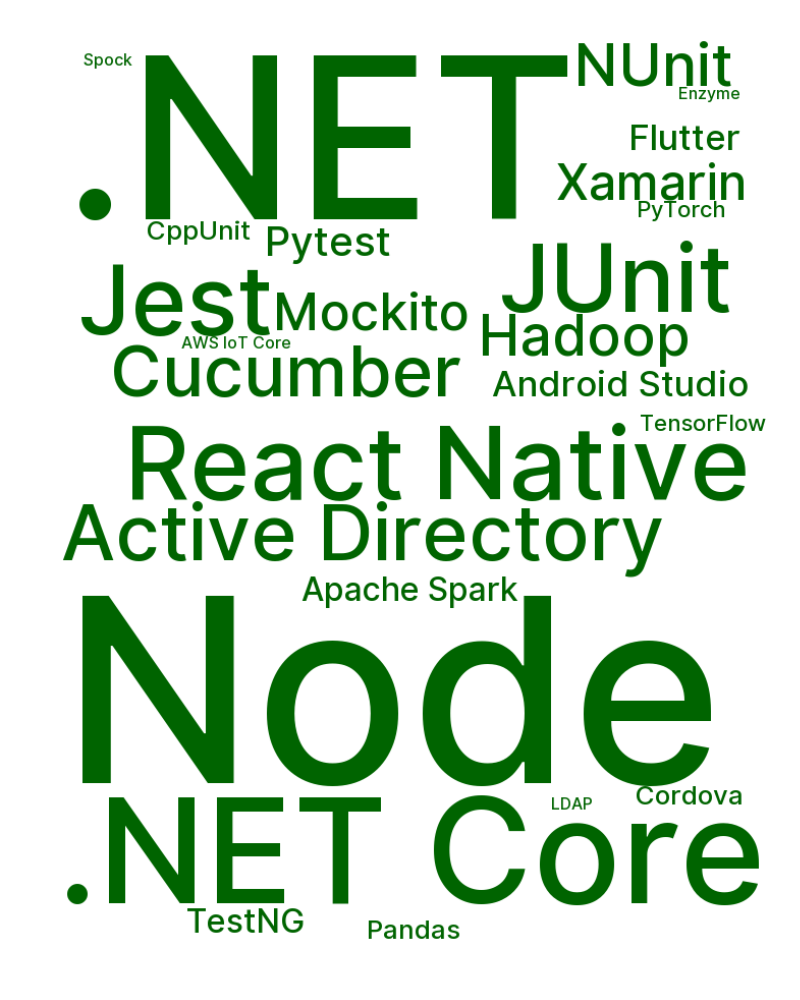 Spock
.NET
NUnit
Enzyme
Flutter
Xamarin
PyTorch
CppUnit
Pytest
JUnit
Jest
Mockito
Hadoop
AWS IoT Core
Cucumber
Android Studio
TensorFlow
React Native
Active Directory
Apache Spark
Node
Cordova
LDAP
.NET Core
TestNG
Pandas